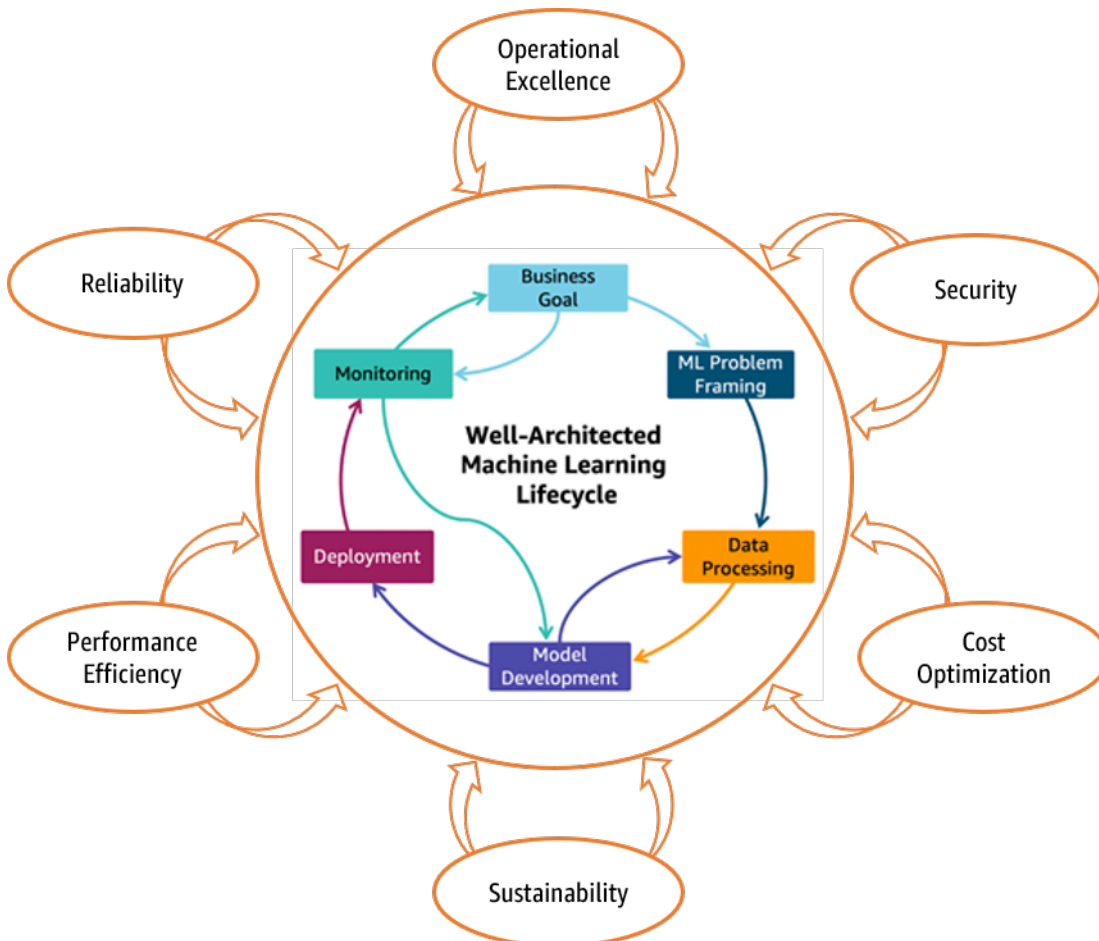 Operational
Excellence
Reliability
Security
Business
Goal
Monitoring
ML Problem
Framing
Well-Architected
Machine Learning
Lifecycle
Deployment
Data
Processing
Model
Development
Performance
Efficiency
Cost
Optimization
Sustainability